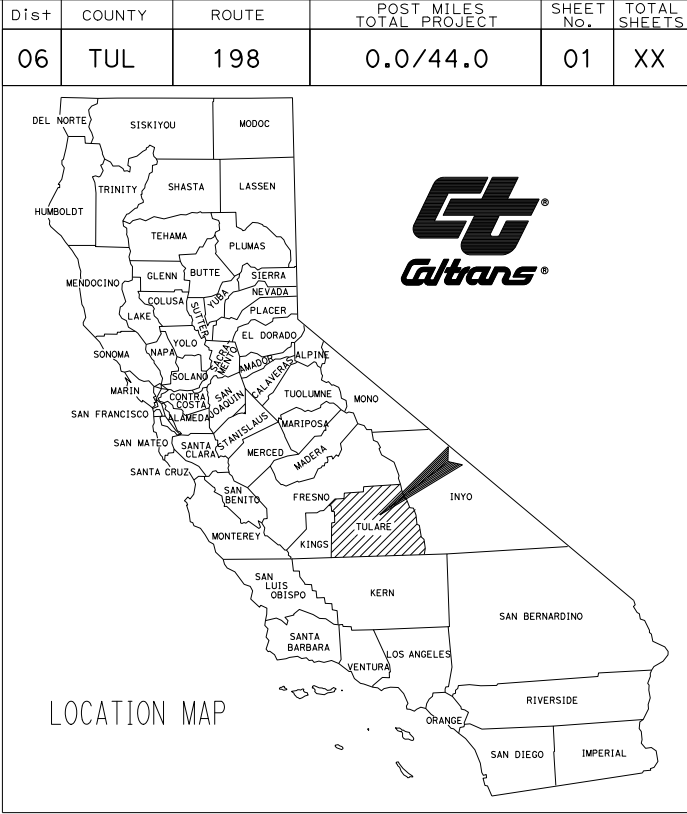 Dist COUNTY ROUTE POST MILES TOTAL PROJECT SHEET No. TOTAL SHEETS
06 TUL 198 0.0/44.0 01 XX
DEL NORTE
SISKIYOU
MODOC
TRINITY
SHASTA
LASSEN
HUMBOLDT
TEHAMA
PLUMAS
MENDOCINO
GLENN
BUTTE
SIERRA
NEVADA
COLUSA
YUBA
SUTTER
PLACER
LAKE
YOLO
EL DORADO
SONOMA
NAPA
SACRA
MENTO
AMADOR
ALPINE
SOLANO
CALAVERAS
MARIN
CONTRA
COSTA
SAN
JOAQUIN
TUOLUMNE
MONO
SAN FRANCISCO
ALAMEDA
STANISLAUS
MARIPOSA
SAN MATEO
SANTA
CLARA
MERCED
MADERA
SANTA CRUZ
SAN
BENITO
FRESNO
INYO
TULARE
MONTEREY
KINGS
SAN
LUIS
OBISPO
KERN
SAN BERNARDINO
SANTA
BARBARA
VENTURA
LOS ANGELES
RIVERSIDE
ORANGE
SAN DIEGO
IMPERIAL
LOCATION MAP
Ct ®
Caltrans ®